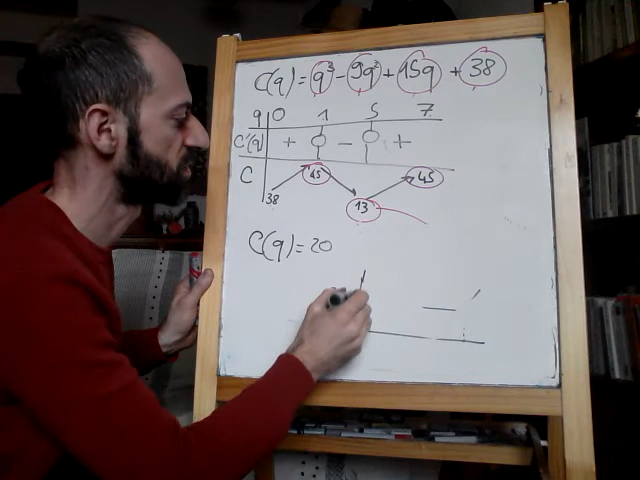 C(q) = q³ - 9q² + 15q + 38
q 0 1 5 7
C'(q) + 0 - 0 +
C 38 45 13 45
C(q) = 20